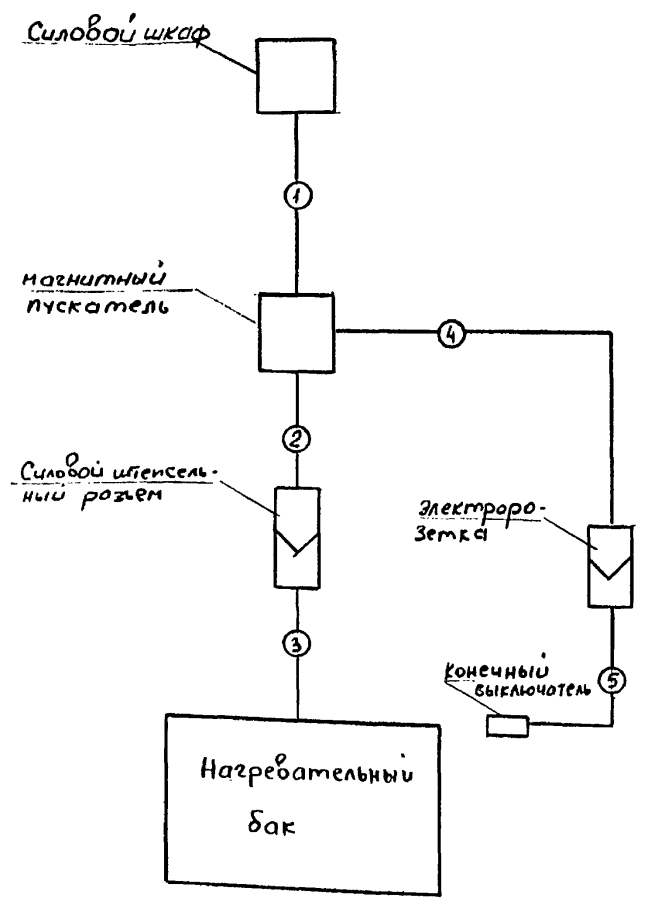 Силовой шкаф
1
магнитный
пускатель
4
2
Силовой штепсель-
ный разъем
Электроро-
зетка
3
Конечный
выключатель
5
Нагревательный
бак